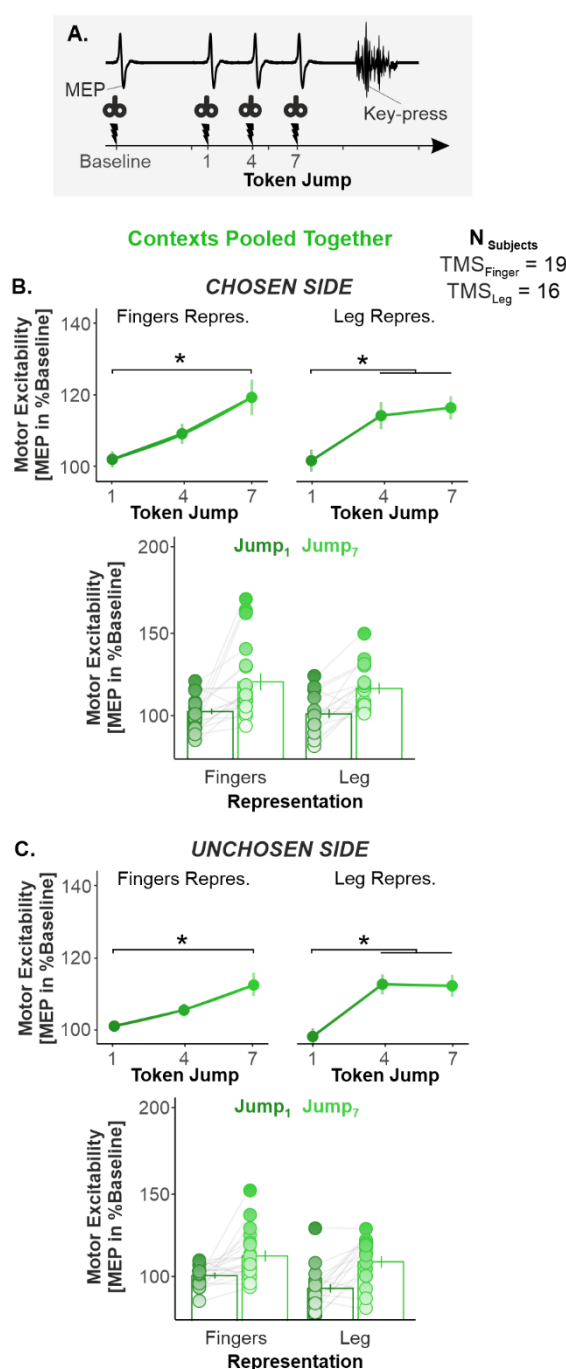 A.
MEP
Key-press
Baseline 1 4 7
Token Jump
Contexts Pooled Together
N Subjects
TMS Finger = 19
TMS Leg = 16
B.
CHOSEN SIDE
Fingers Repres.
Leg Repres.
Motor Excitability
[MEP in %Baseline]
140
120
100
*
*
1 4 7
1 4 7
Token Jump
Token Jump
Motor Excitability
[MEP in %Baseline]
200
150
100
Jump1 Jump7
Fingers
Leg
Representation
C.
UNCHOSEN SIDE
Fingers Repres.
Leg Repres.
Motor Excitability
[MEP in %Baseline]
140
120
100
*
*
1 4 7
1 4 7
Token Jump
Token Jump
Motor Excitability
[MEP in %Baseline]
200
150
100
Jump1 Jump7
Fingers
Leg
Representation